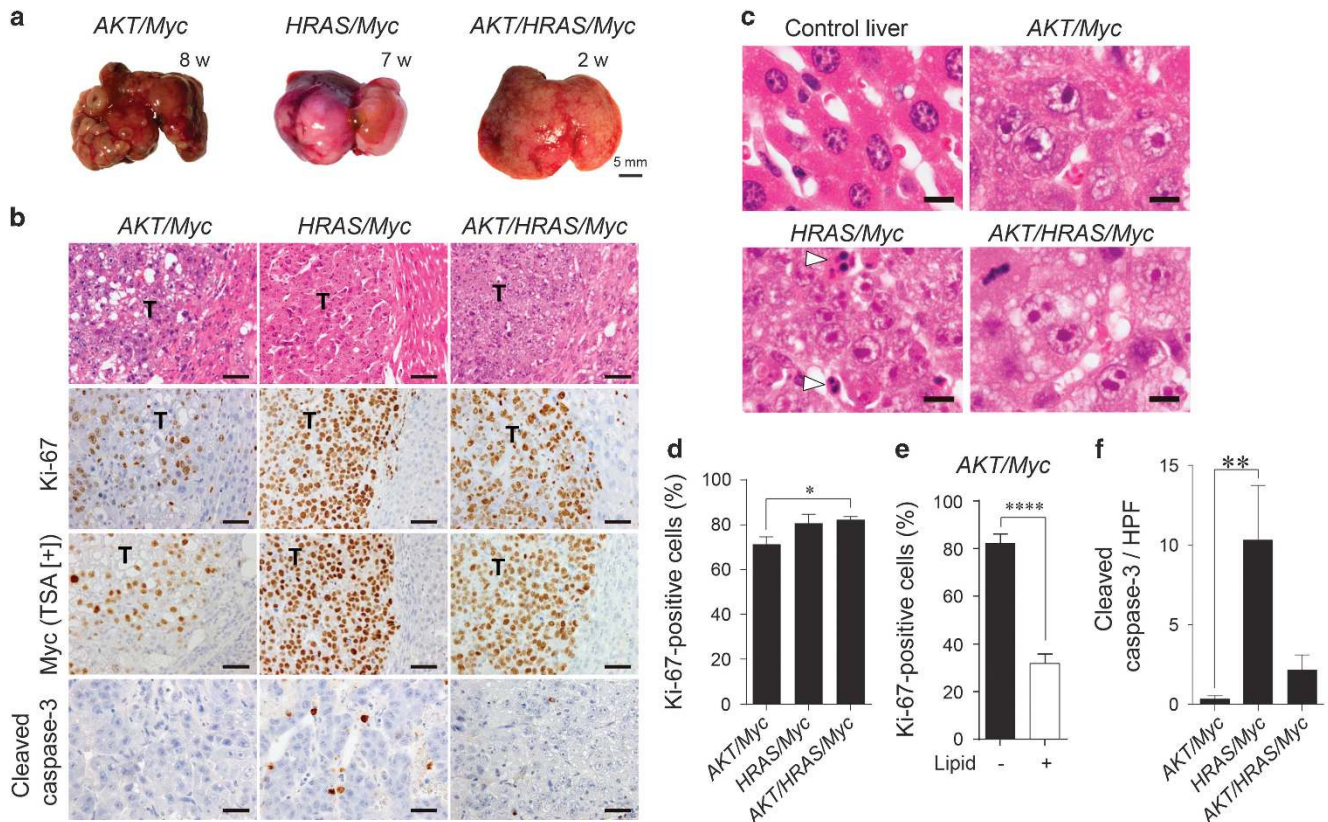 a
AKT/Myc
HRAS/Myc
AKT/HRAS/Myc
8 w
7 w
2 w
5 mm
b
AKT/Myc
HRAS/Myc
AKT/HRAS/Myc
T
T
T
Ki-67
T
T
T
Myc (TSA [+])
T
T
T
Cleaved
caspase-3
c
Control liver
AKT/Myc
HRAS/Myc
AKT/HRAS/Myc
d
Ki-67-positive cells (%)
100
80
60
40
20
0
*
AKT/Myc
HRAS/Myc
AKT/HRAS/Myc
e
AKT/Myc
Ki-67-positive cells (%)
100
80
60
40
20
0
****
Lipid - +
f
Cleaved
caspase-3 / HPF
15
10
5
0
**
AKT/Myc
HRAS/Myc
AKT/HRAS/Myc